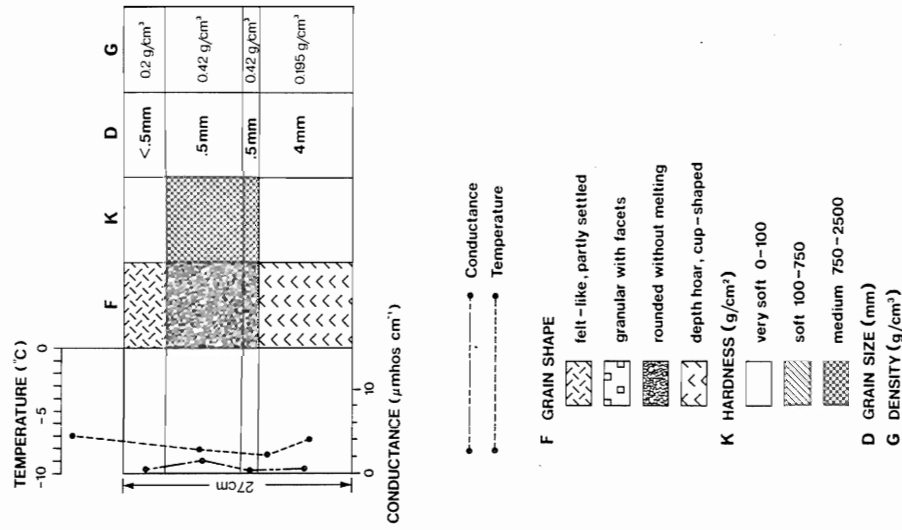 TEMPERATURE (°C)
-10
-5
0
F
K
D
G
<.5mm
0.2 g/cm³
.5mm
0.42 g/cm³
.5mm
0.42 g/cm³
4mm
0.195 g/cm³
27cm
0
10
CONDUCTANCE (µmhos cm⁻¹)
Conductance
Temperature
F GRAIN SHAPE
felt-like, partly settled
granular with facets
rounded without melting
depth hoar, cup-shaped
K HARDNESS (g/cm²)
very soft 0-100
soft 100-750
medium 750-2500
D GRAIN SIZE (mm)
G DENSITY (g/cm³)